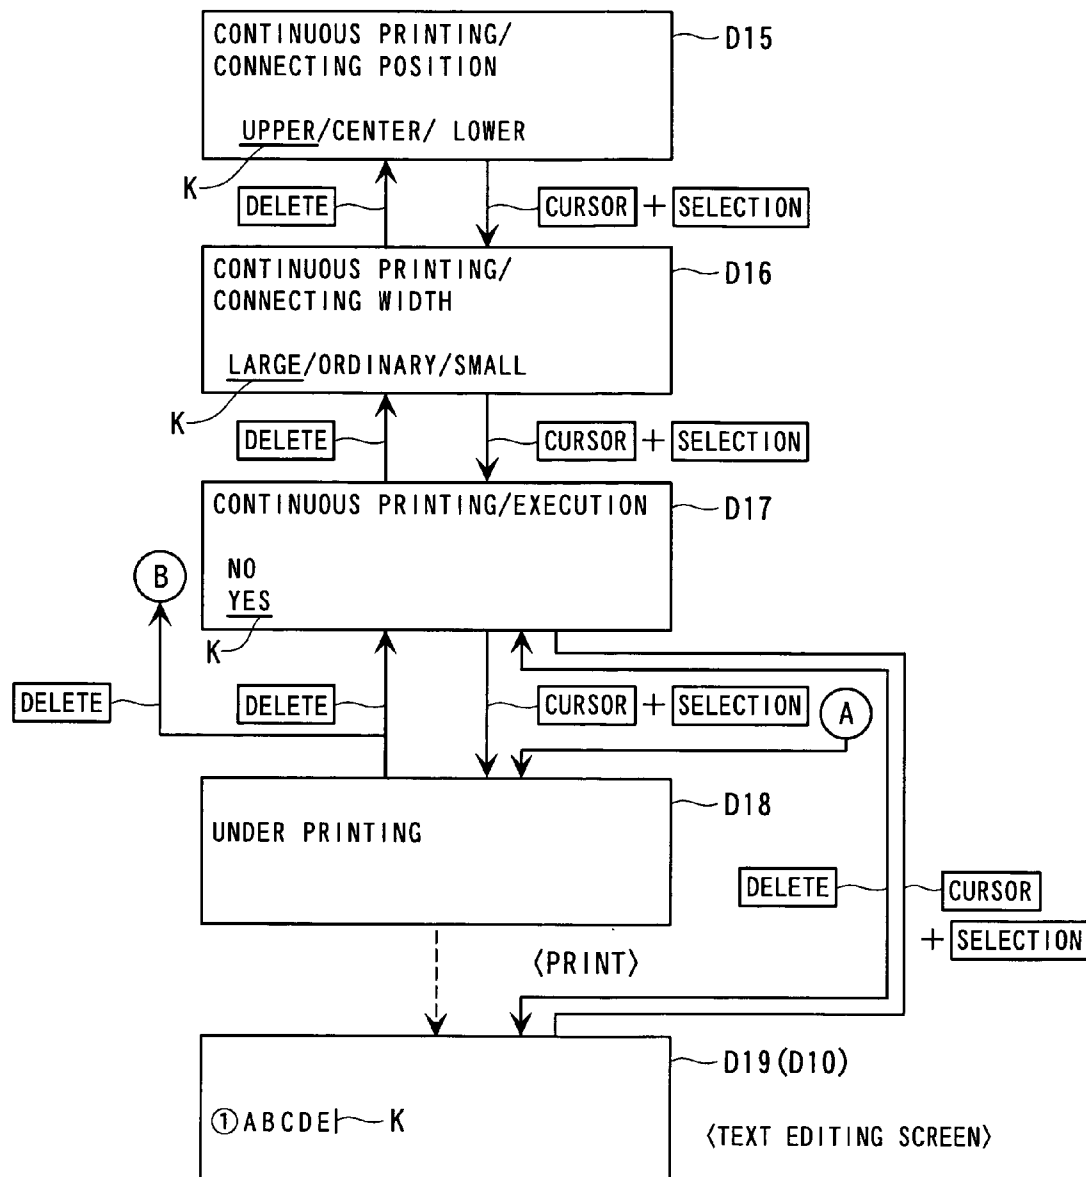 CONTINUOUS PRINTING/
CONNECTING POSITION
D15
UPPER/CENTER/ LOWER
K
DELETE
CURSOR + SELECTION
CONTINUOUS PRINTING/
CONNECTING WIDTH
D16
LARGE/ORDINARY/SMALL
K
DELETE
CURSOR + SELECTION
CONTINUOUS PRINTING/EXECUTION
D17
B
NO
YES
K
DELETE
DELETE
CURSOR + SELECTION
A
D18
UNDER PRINTING
DELETE
CURSOR
+ SELECTION
〈PRINT〉
D19(D10)
①ABCDE
K
〈TEXT EDITING SCREEN〉